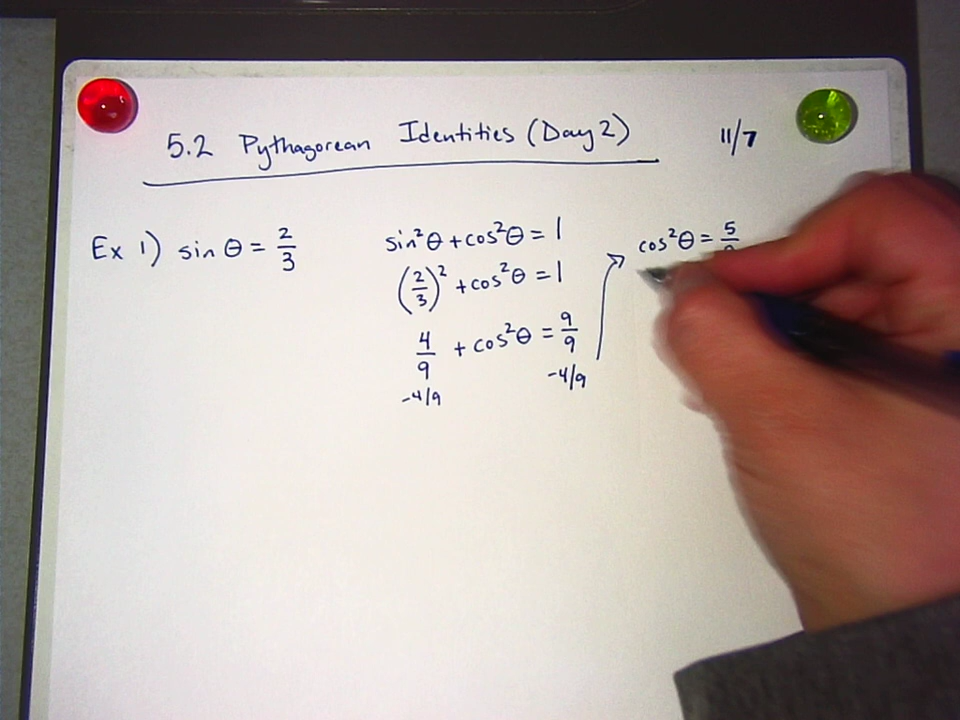 5.2 Pythagorean Identities (Day 2) 11/7
Ex 1) sin θ = 2/3
sin²θ + cos²θ = 1
(2/3)² + cos²θ = 1
4/9 + cos²θ = 9/9
-4/9 -4/9
cos²θ = 5/